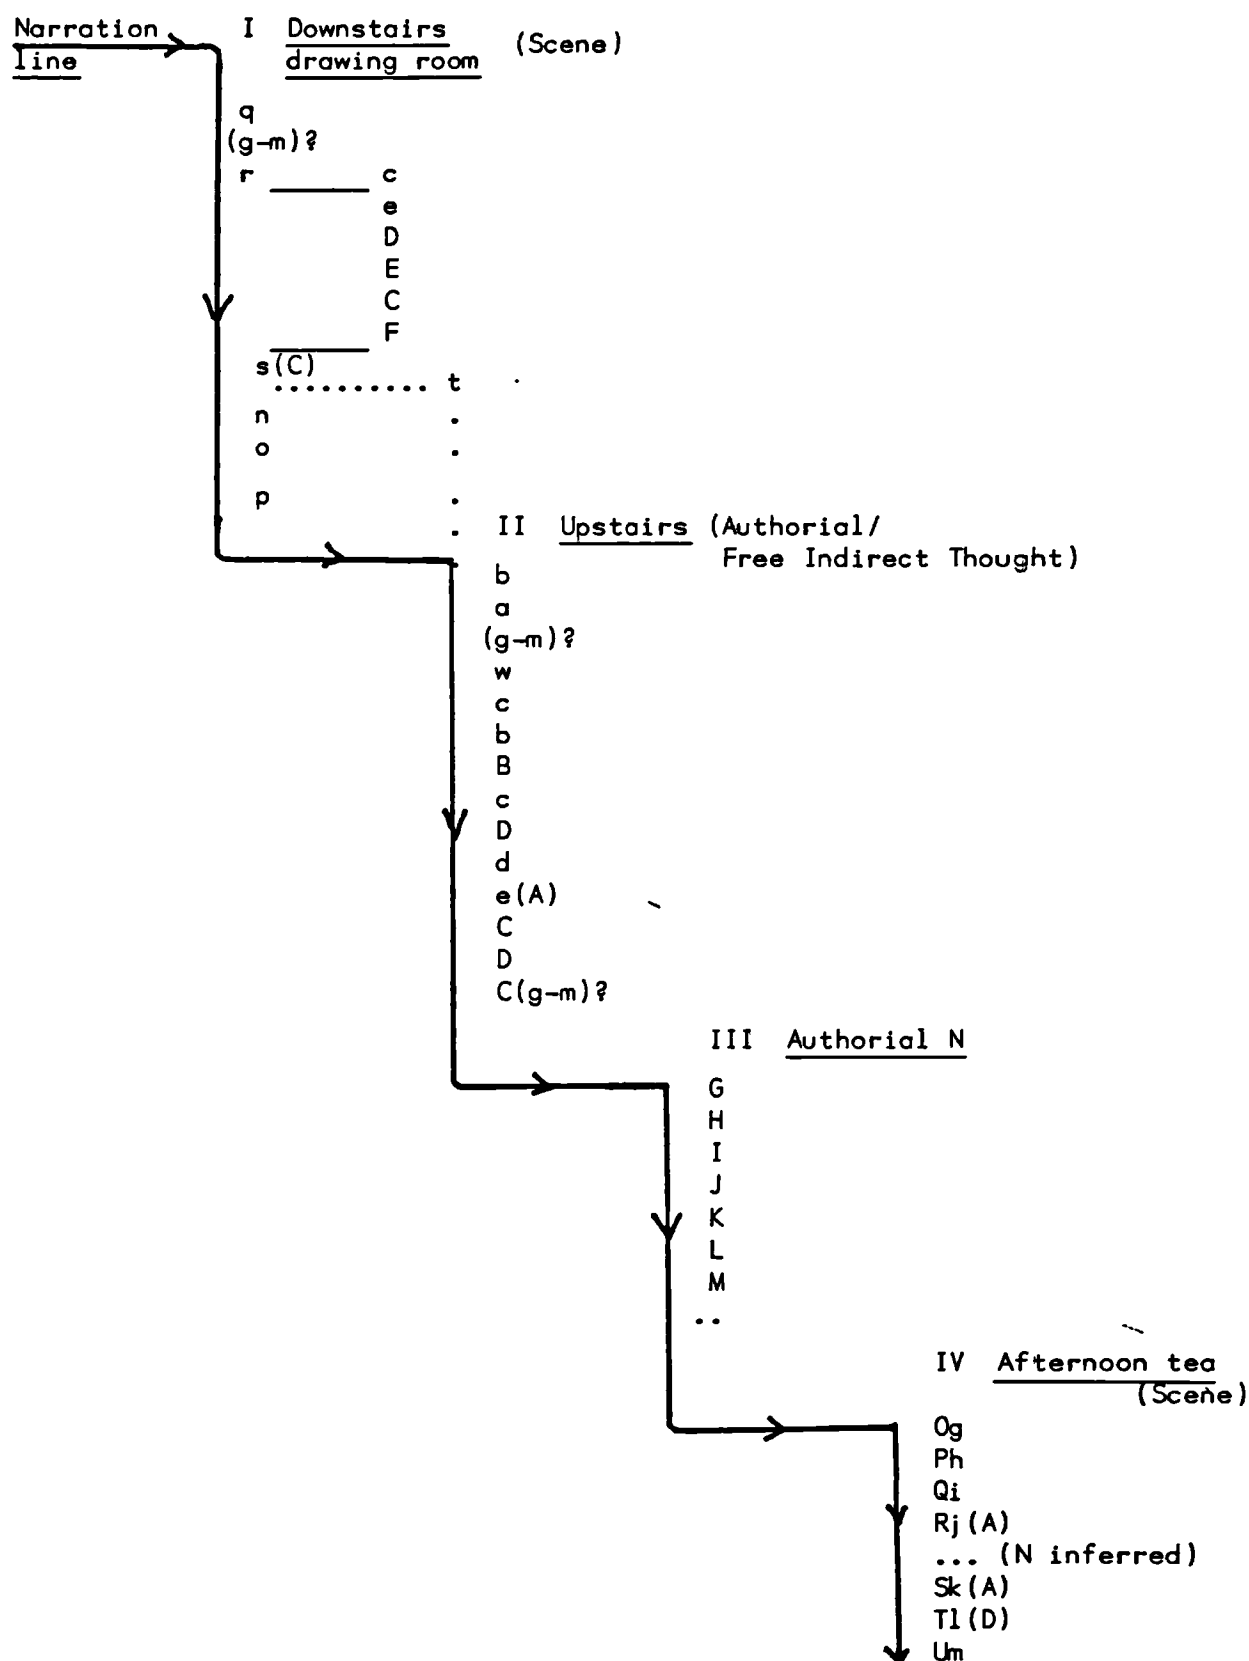 Narration line
I Downstairs drawing room (Scene)
q
(g-m)?
r c
e
D
E
C
F
s(C)
.......... t
n .
o .
p .
. II Upstairs (Authorial/
Free Indirect Thought)
b
a
(g-m)?
w
c
b
B
c
D
d
e(A)
C
D
C(g-m)?
III Authorial N
G
H
I
J
K
L
M
..
IV Afternoon tea
(Scene)
Og
Ph
Qi
Rj(A)
... (N inferred)
Sk(A)
Tl(D)
Um